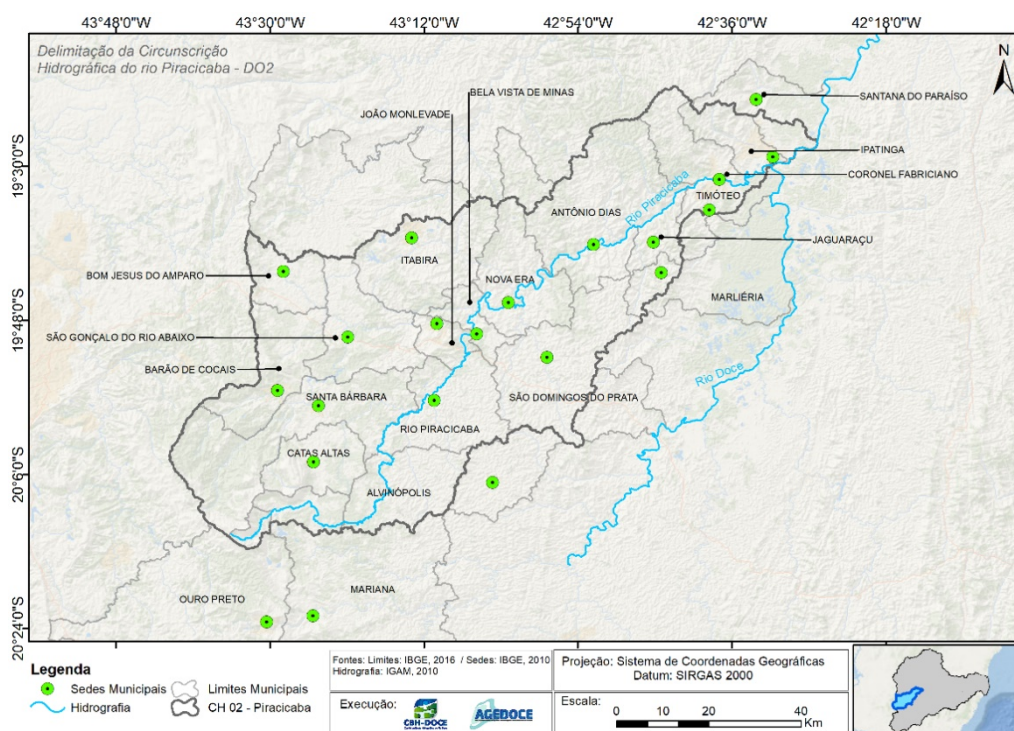 43°48'0"W 43°30'0"W 43°12'0"W 42°54'0"W 42°36'0"W 42°18'0"W
Delimitação da Circunscrição
Hidrográfica do rio Piracicaba - DO2
N
BELA VISTA DE MINAS
SANTANA DO PARAÍSO
JOÃO MONLEVADE
19°30'0"S
IPATINGA
CORONEL FABRICIANO
TIMÓTEO
Rio Piracicaba
ANTÔNIO DIAS
JAGUARAÇU
ITABIRA
BOM JESUS DO AMPARO
NOVA ERA
MARLIÉRIA
19°48'0"S
SÃO GONÇALO DO RIO ABAIXO
BARÃO DE COCAIS
Rio Doce
SANTA BÁRBARA
SÃO DOMINGOS DO PRATA
RIO PIRACICABA
CATAS ALTAS
20°6'0"S
ALVINÓPOLIS
MARIANA
OURO PRETO
20°24'0"S
Legenda
Sedes Municipais
Limites Municipais
Hidrografia
CH 02 - Piracicaba
Fontes: Limites: IBGE, 2016 / Sedes: IBGE, 2010
Hidrografia: IGAM, 2010
Execução:
CBH-DOCE
AGEDOCE
Projeção: Sistema de Coordenadas Geográficas
Datum: SIRGAS 2000
Escala:
0 5 10 20 40
Km